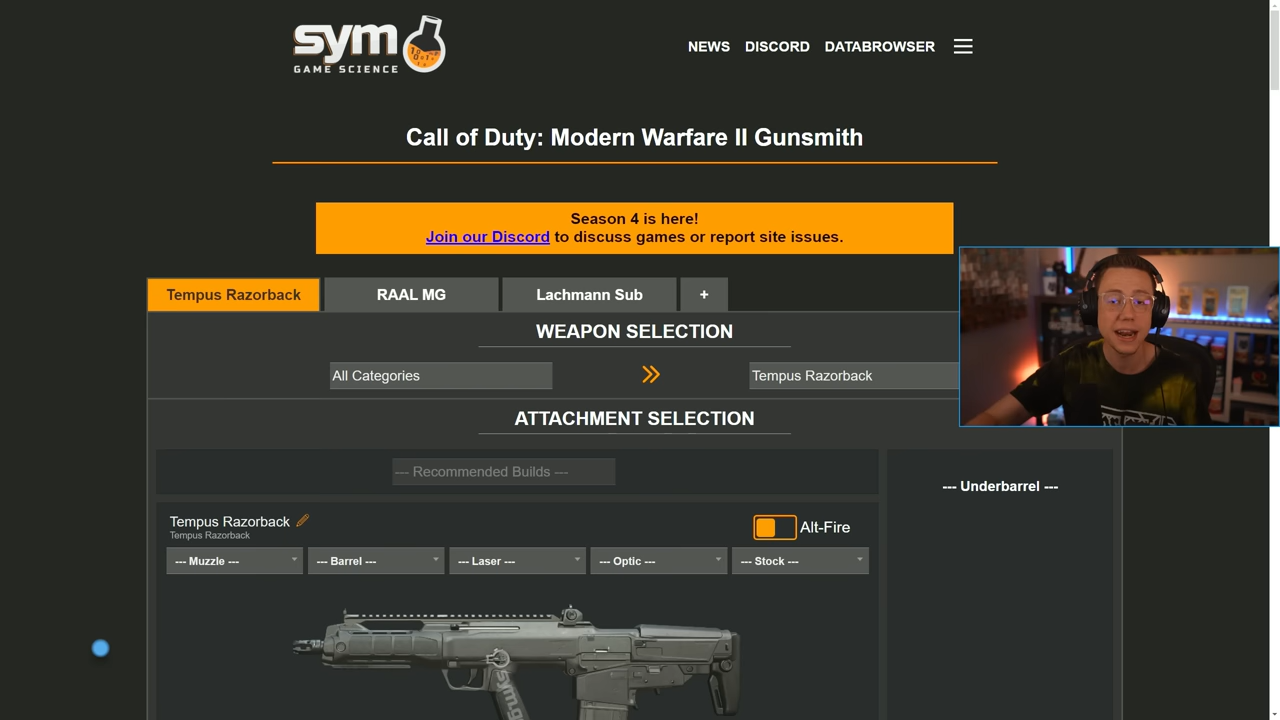 sym
GAME SCIENCE
NEWS DISCORD DATABROWSER
Call of Duty: Modern Warfare II Gunsmith
Season 4 is here!
Join our Discord to discuss games or report site issues.
Tempus Razorback RAAL MG Lachmann Sub +
WEAPON SELECTION
All Categories Tempus Razorback
ATTACHMENT SELECTION
--- Recommended Builds ---
--- Underbarrel ---
Tempus Razorback
Tempus Razorback
Alt-Fire
--- Muzzle --- --- Barrel --- --- Laser --- --- Optic --- --- Stock ---
sym.g